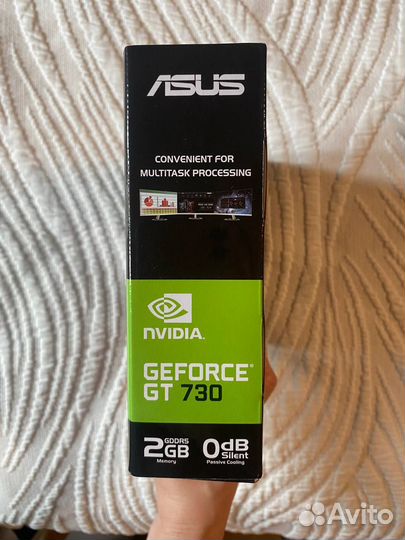 ASUS
CONVENIENT FOR
MULTITASK PROCESSING
NVIDIA.
GEFORCE®
GT 730
2GB GDDR5
Memory
0dB Silent
Passive Cooling
Avito